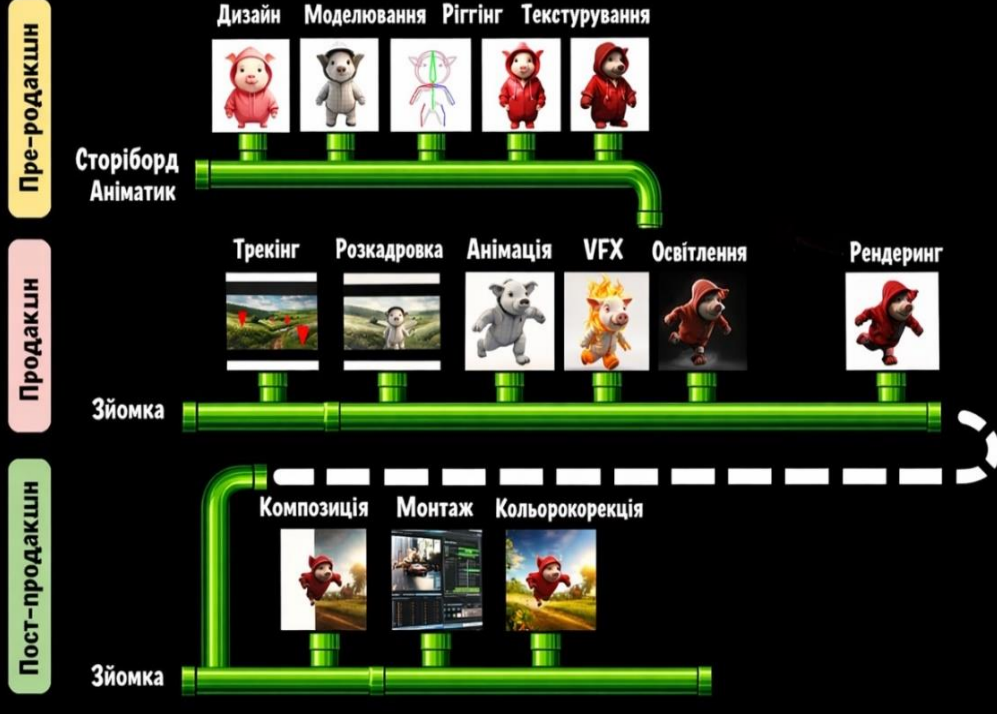 Пре-родакшн
Дизайн Моделювання Ріггінг Текстурування
Сторіборд
Аніматик
Продакшн
Трекінг Розкадровка Анімація VFX Освітлення Рендеринг
Зйомка
Пост-продакшн
Композиція Монтаж Кольорокорекція
Зйомка